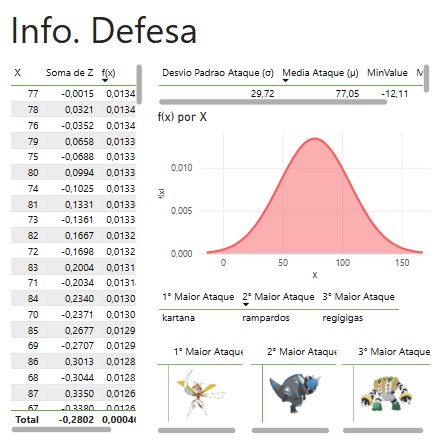 Info. Defesa
X Soma de Z f(x)
77 -0,0015 0,0134
78 0,0321 0,0134
76 -0,0352 0,0134
79 0,0658 0,0133
75 -0,0688 0,0133
80 0,0994 0,0133
74 -0,1025 0,0133
81 0,1331 0,0133
73 -0,1361 0,0133
82 0,1667 0,0132
72 -0,1698 0,0132
83 0,2004 0,0131
71 -0,2034 0,0131
84 0,2340 0,0130
70 -0,2371 0,0130
85 0,2677 0,0129
69 -0,2707 0,0129
86 0,3013 0,0128
68 -0,3044 0,0128
87 0,3350 0,0126
67 -0,3380 0,0126
Total -0,2802 0,00040
Desvio Padrao Ataque (σ) Media Ataque (μ) MinValue M
29,72 77,05 -12,11
f(x) por X
0,010
0,005
0,000
f(x)
0 50 100 150
X
1° Maior Ataque 2° Maior Ataque 3° Maior Ataque
kartana rampardos regigigas
1° Maior Ataque 2° Maior Ataque 3° Maior Ataque